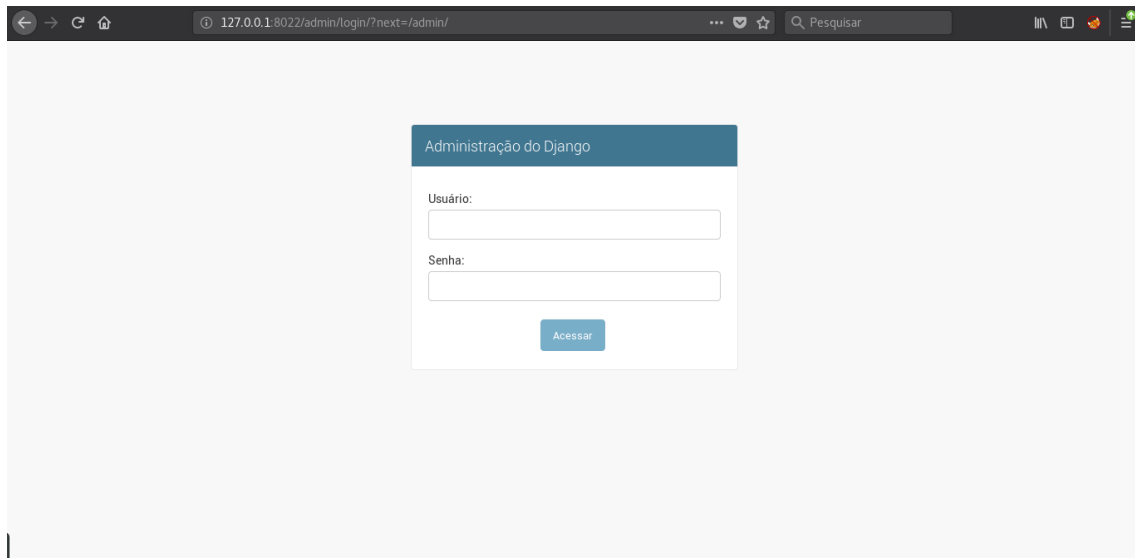 127.0.0.1:8022/admin/login/?next=/admin/
Pesquisar
Administração do Django
Usuário:
Senha:
Acessar